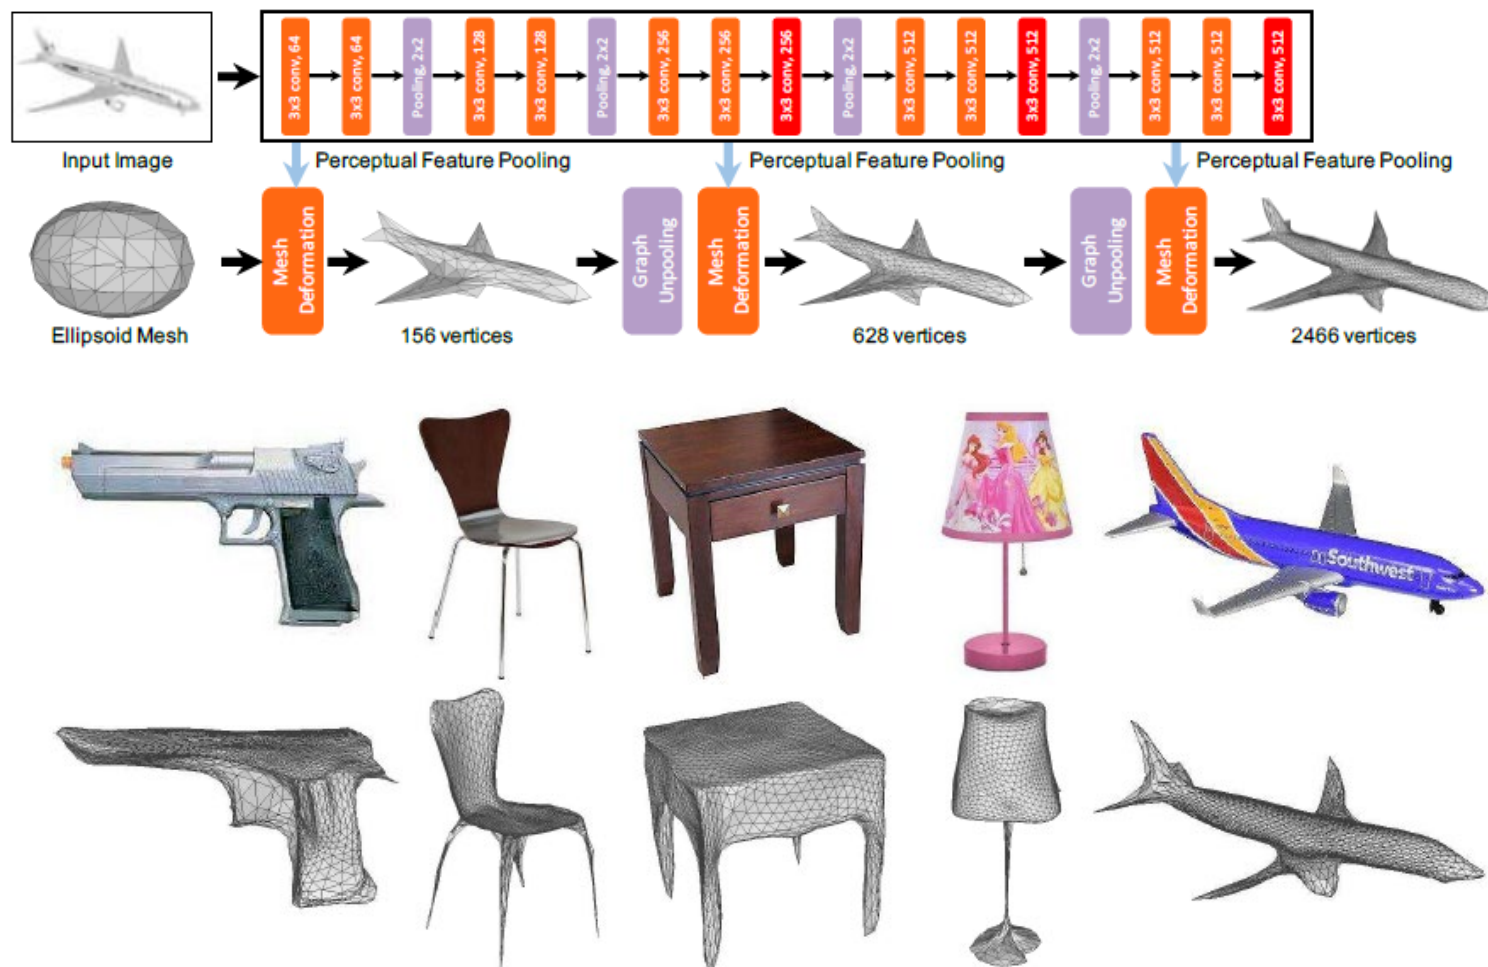 3x3 conv, 64
3x3 conv, 64
Pooling, 2x2
3x3 conv, 128
3x3 conv, 128
Pooling, 2x2
3x3 conv, 256
3x3 conv, 256
3x3 conv, 256
Pooling, 2x2
3x3 conv, 512
3x3 conv, 512
3x3 conv, 512
Pooling, 2x2
3x3 conv, 512
3x3 conv, 512
3x3 conv, 512
Input Image
Perceptual Feature Pooling
Perceptual Feature Pooling
Perceptual Feature Pooling
Mesh
Deformation
Graph
Unpooling
Mesh
Deformation
Graph
Unpooling
Mesh
Deformation
Ellipsoid Mesh
156 vertices
628 vertices
2466 vertices
Southwest